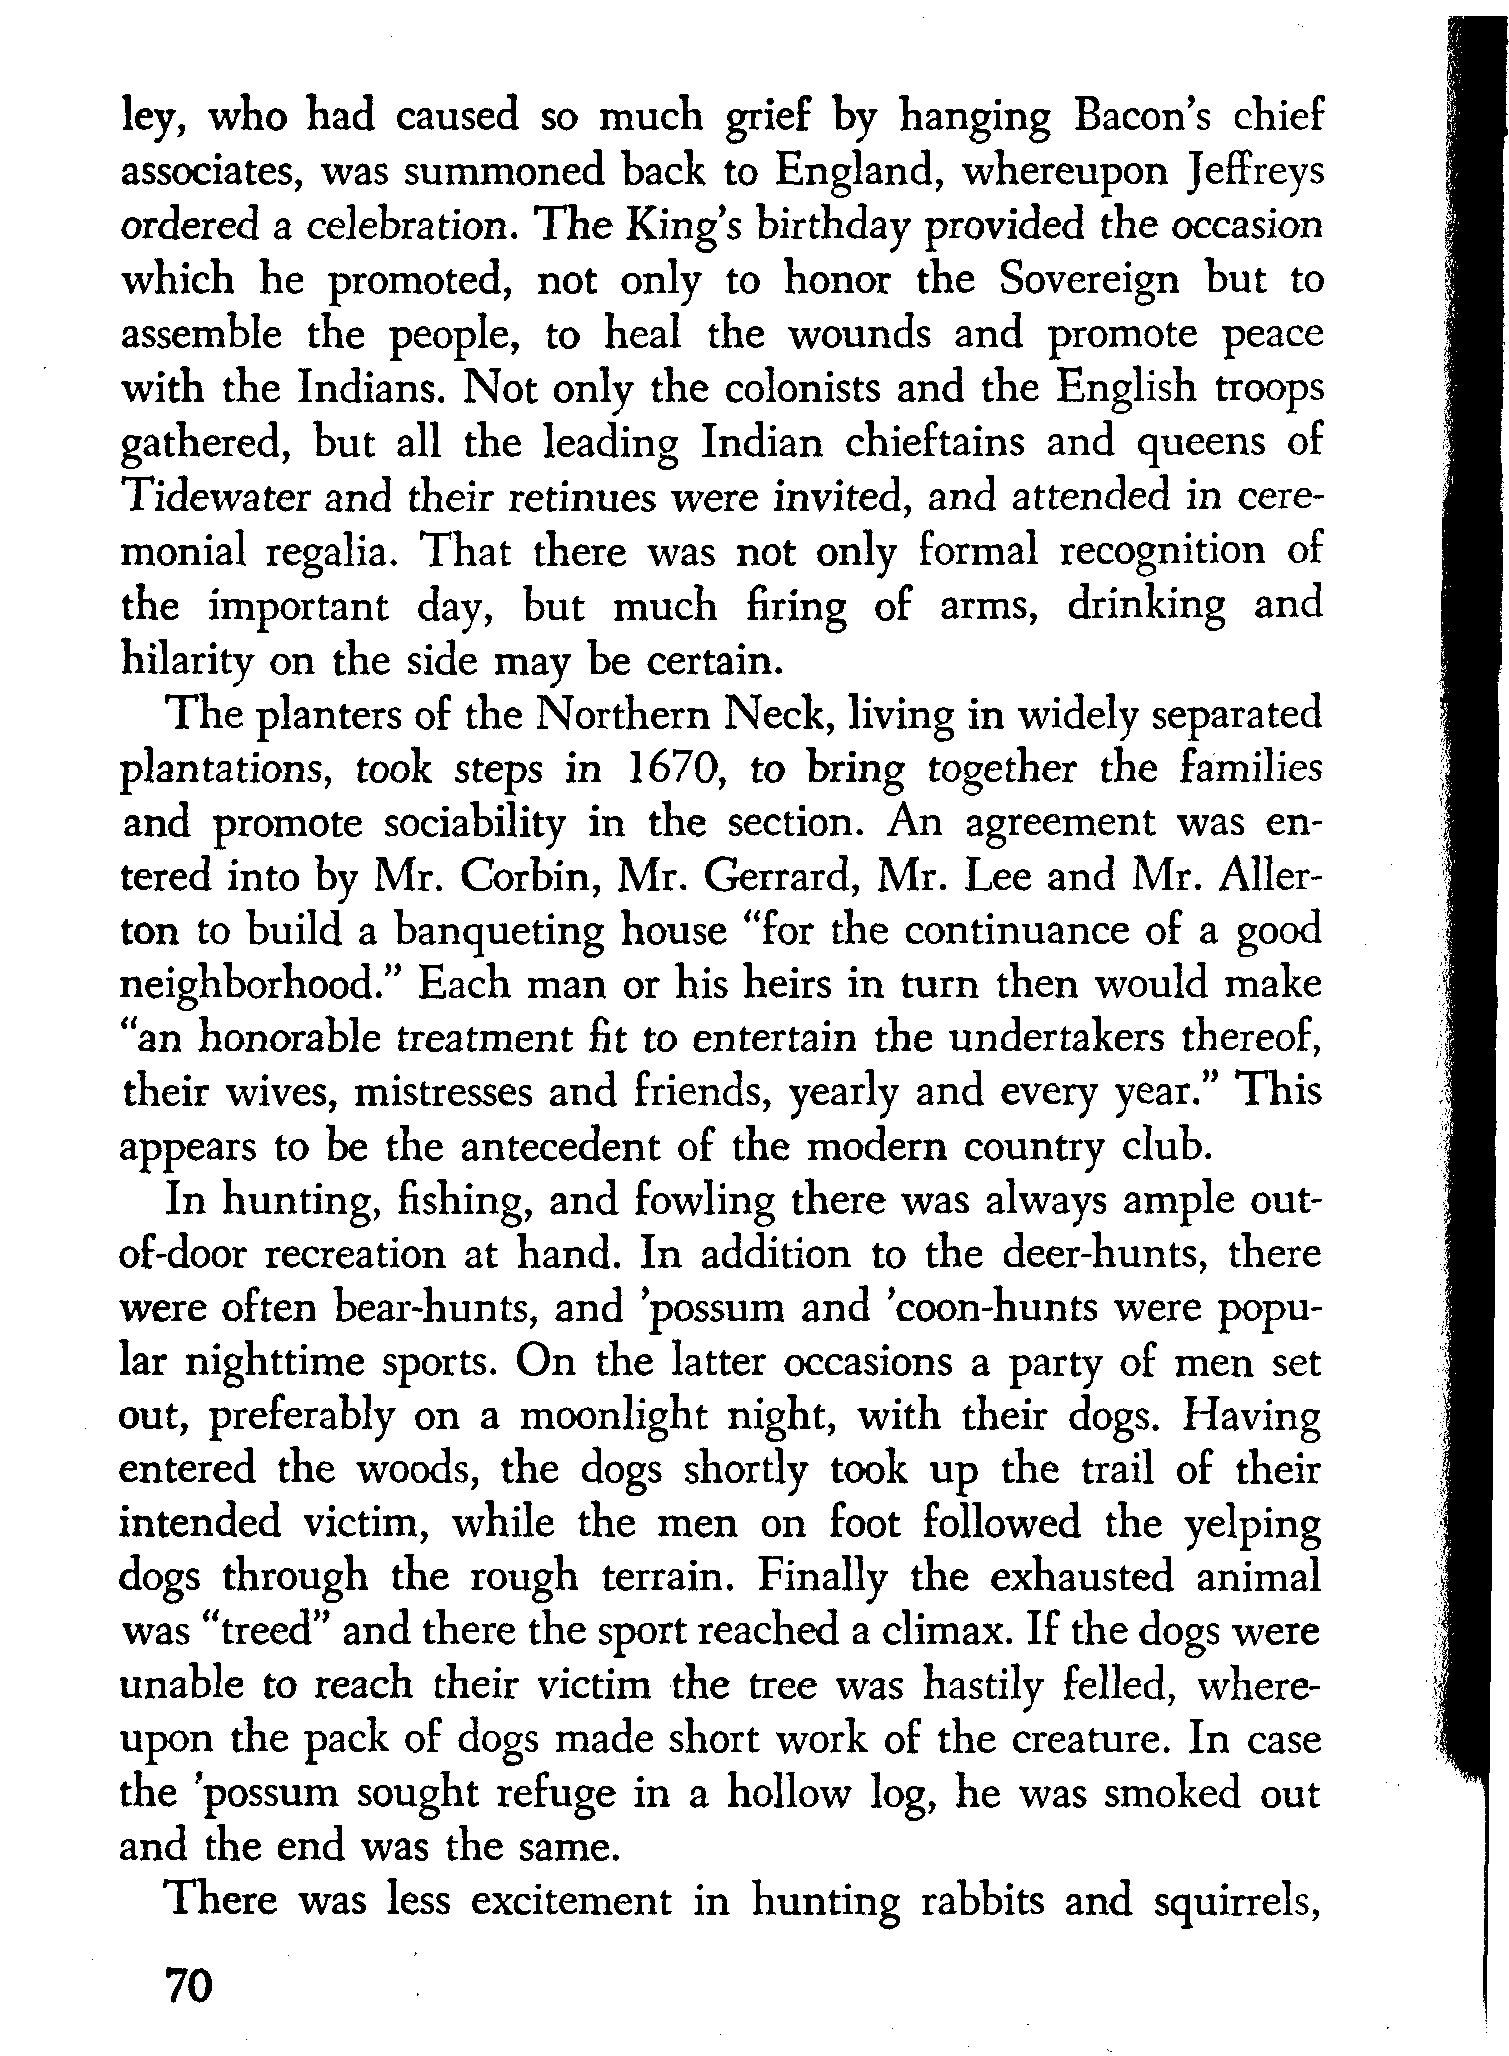 ley, who had caused so much grief by hanging Bacon's chief
associates, was summoned back to England, whereupon Jeffreys
ordered a celebration. The King's birthday provided the occasion
which he promoted, not only to honor the Sovereign but to
assemble the people, to heal the wounds and promote peace
with the Indians. Not only the colonists and the English troops
gathered, but all the leading Indian chieftains and queens of
Tidewater and their retinues were invited, and attended in cere-
monial regalia. That there was not only formal recognition of
the important day, but much firing of arms, drinking and
hilarity on the side may be certain.
The planters of the Northern Neck, living in widely separated
plantations, took steps in 1670, to bring together the families
and promote sociability in the section. An agreement was en-
tered into by Mr. Corbin, Mr. Gerrard, Mr. Lee and Mr. Aller-
ton to build a banqueting house "for the continuance of a good
neighborhood." Each man or his heirs in turn then would make
"an honorable treatment fit to entertain the undertakers thereof,
their wives, mistresses and friends, yearly and every year." This
appears to be the antecedent of the modern country club.
In hunting, fishing, and fowling there was always ample out-
of-door recreation at hand. In addition to the deer-hunts, there
were often bear-hunts, and 'possum and 'coon-hunts were popu-
lar nighttime sports. On the latter occasions a party of men set
out, preferably on a moonlight night, with their dogs. Having
entered the woods, the dogs shortly took up the trail of their
intended victim, while the men on foot followed the yelping
dogs through the rough terrain. Finally the exhausted animal
was "treed" and there the sport reached a climax. If the dogs were
unable to reach their victim the tree was hastily felled, where-
upon the pack of dogs made short work of the creature. In case
the 'possum sought refuge in a hollow log, he was smoked out
and the end was the same.
There was less excitement in hunting rabbits and squirrels,
70